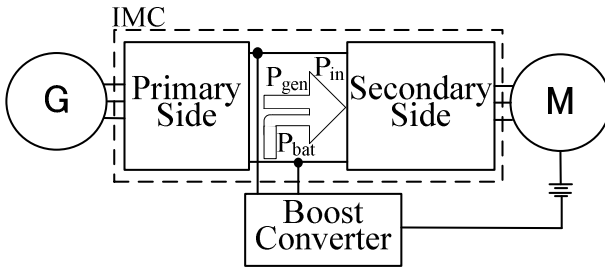 IMC
G
Primary
Side
P_gen
P_in
P_bat
Secondary
Side
M
Boost
Converter